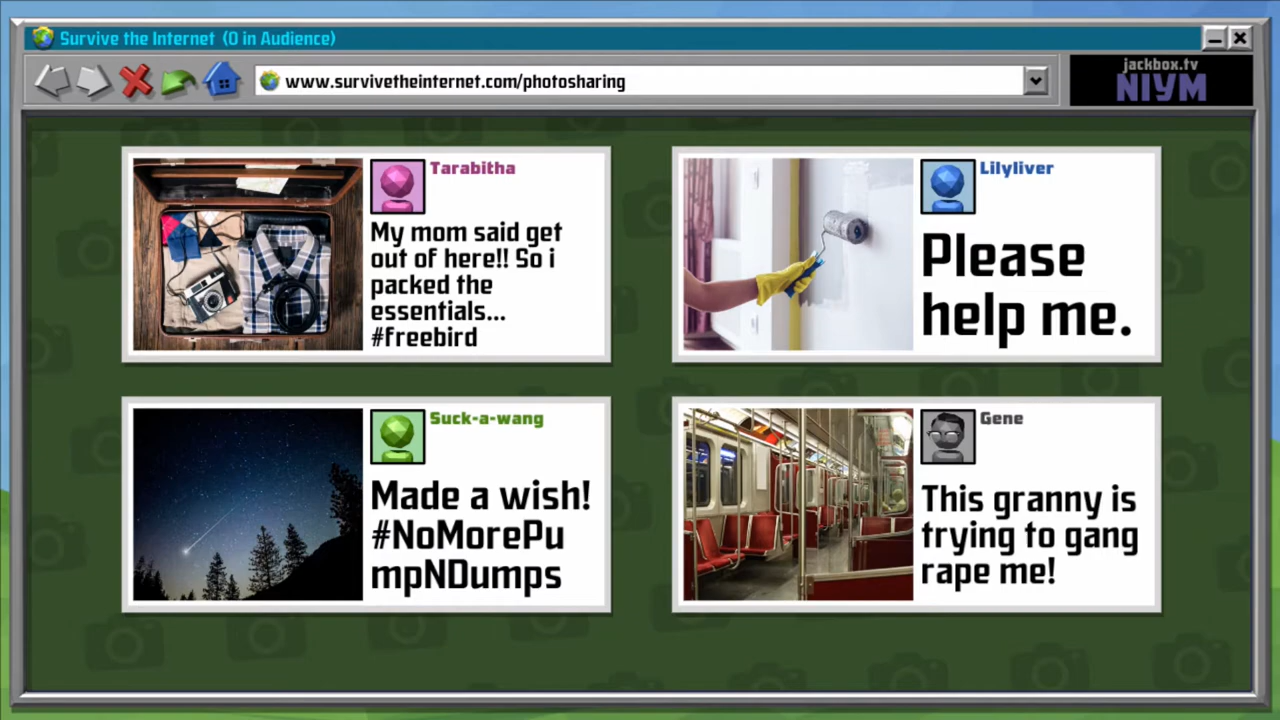 Survive the Internet (0 in Audience)
www.survivetheinternet.com/photosharing
jackbox.tv
NIYM
Tarabitha
My mom said get
out of here!! So i
packed the
essentials...
#freebird
Lilyliver
Please
help me.
Suck-a-wang
Made a wish!
#NoMorePu
mpNDumps
Gene
This granny is
trying to gang
rape me!